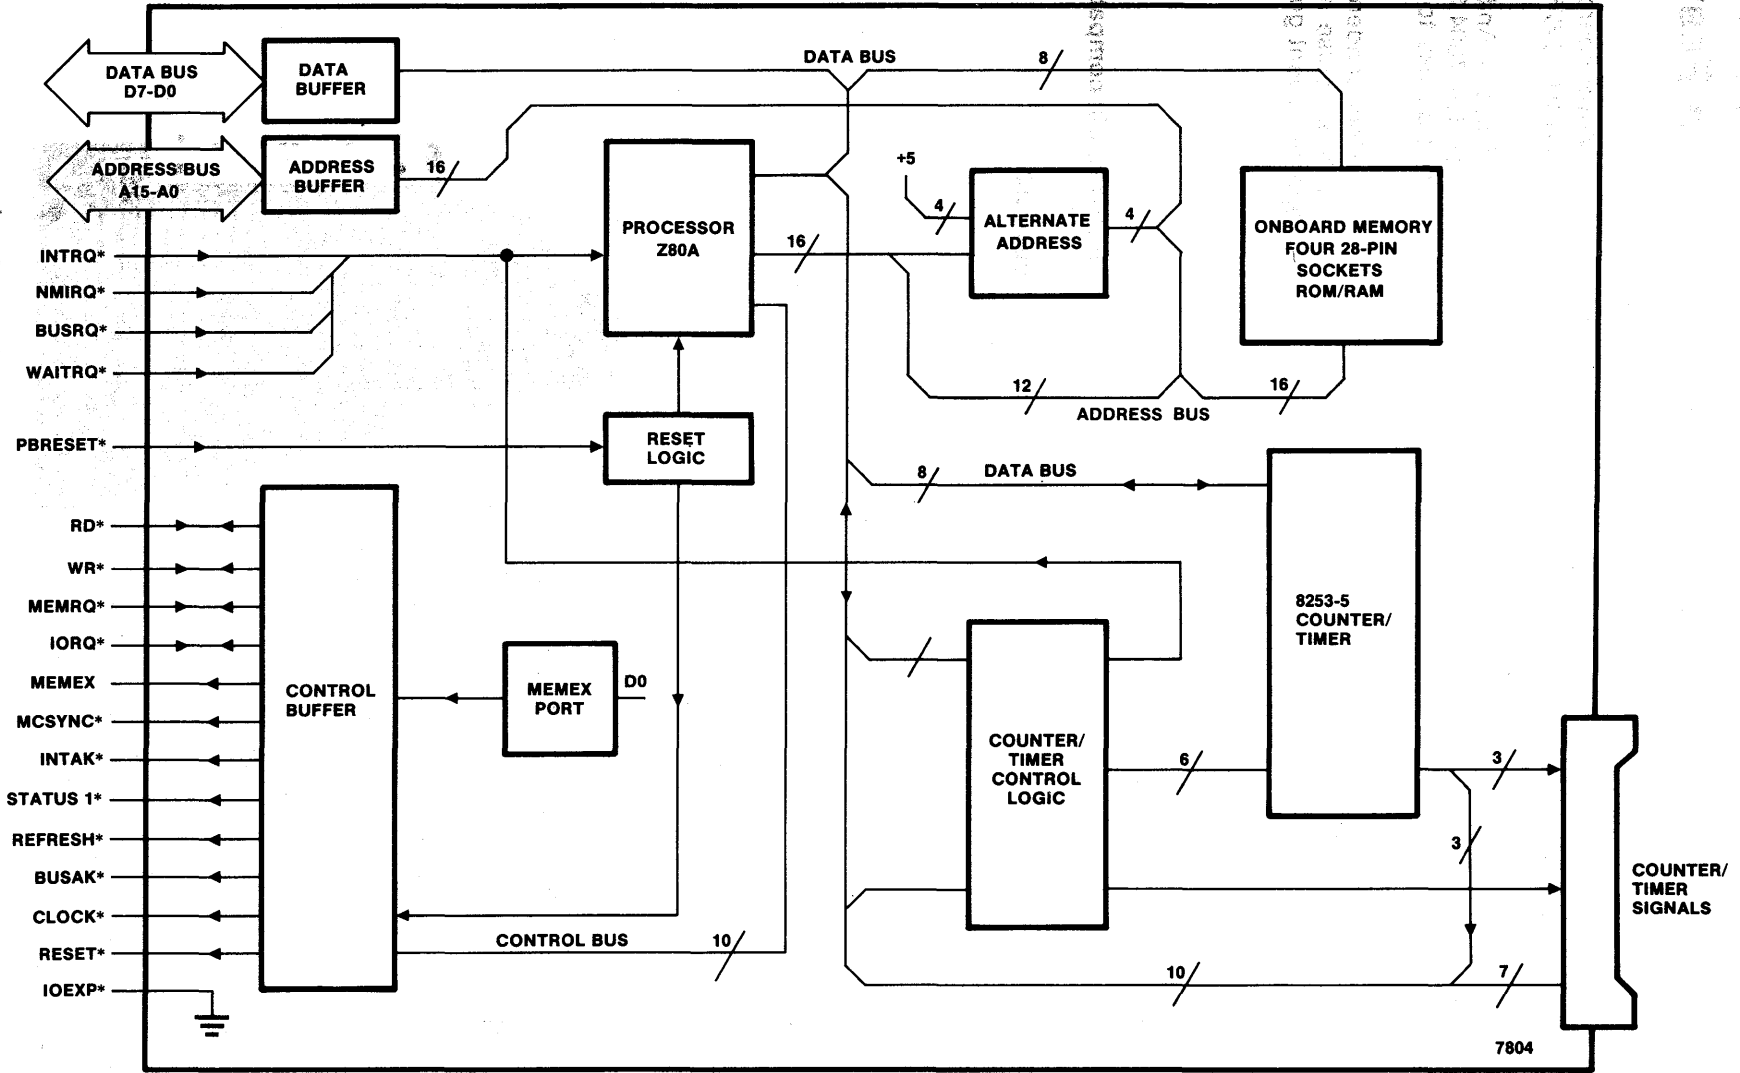 DATA BUS
D7-D0
DATA
BUFFER
DATA BUS
8
ADDRESS BUS
A15-A0
ADDRESS
BUFFER
16
+5
4
ALTERNATE
ADDRESS
4
PROCESSOR
Z80A
16
ONBOARD MEMORY
FOUR 28-PIN
SOCKETS
ROM/RAM
INTRQ*
NMIRQ*
BUSRQ*
WAITRQ*
12
16
ADDRESS BUS
PBRESET*
RESET
LOGIC
8
DATA BUS
RD*
WR*
MEMRQ*
IORQ*
MEMEX
MCSYNC*
INTAK*
STATUS 1*
REFRESH*
BUSAK*
CLOCK*
RESET*
IOEXP*
CONTROL
BUFFER
MEMEX
PORT
D0
8253-5
COUNTER/
TIMER
COUNTER/
TIMER
CONTROL
LOGIC
6
3
3
COUNTER/
TIMER
SIGNALS
CONTROL BUS
10
10
7
7804